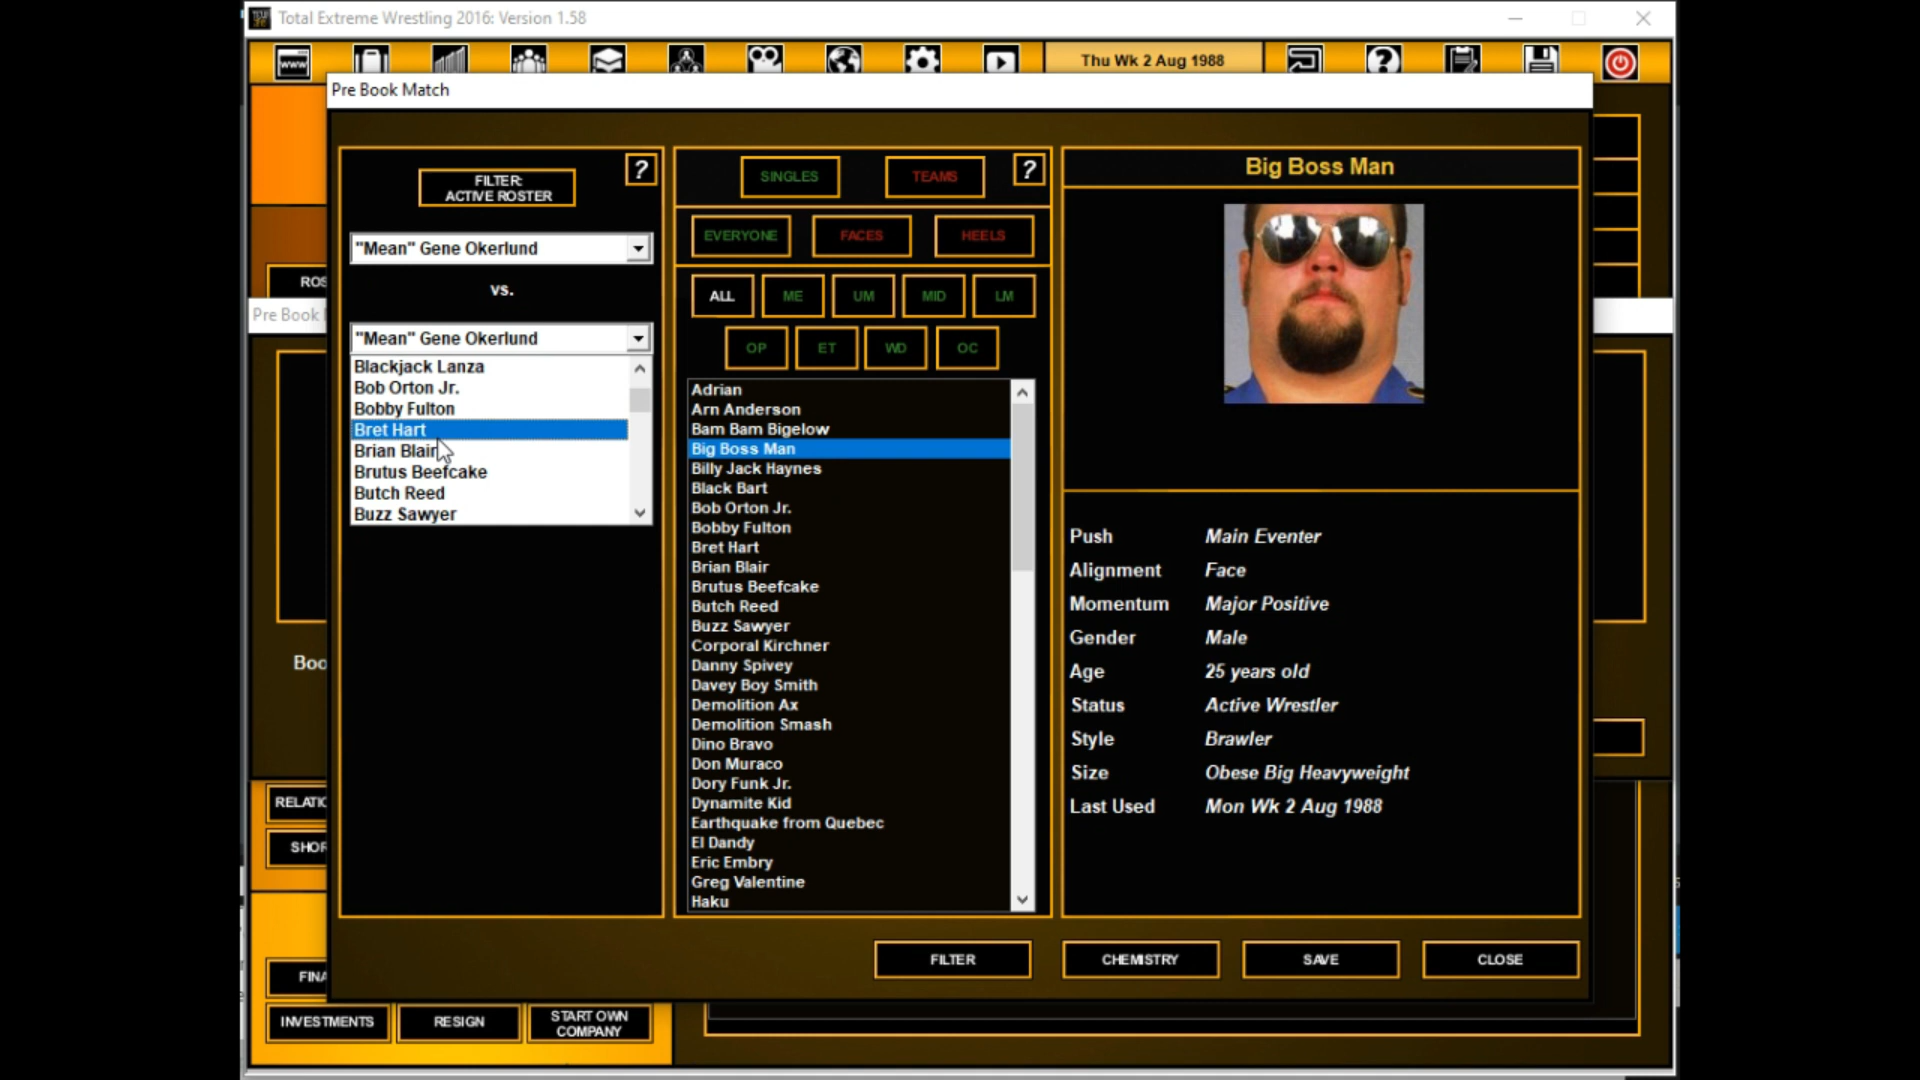 Total Extreme Wrestling 2016: Version 1.58
WWW
Thu Wk 2 Aug 1988
?
Pre Book Match
FILTER:
ACTIVE ROSTER
?
"Mean" Gene Okerlund
vs.
"Mean" Gene Okerlund
Blackjack Lanza
Bob Orton Jr.
Bobby Fulton
Bret Hart
Brian Blair
Brutus Beefcake
Butch Reed
Buzz Sawyer
SINGLES
TEAMS
?
EVERYONE
FACES
HEELS
ALL
ME
UM
MID
LM
OP
ET
WD
OC
Adrian
Arn Anderson
Bam Bam Bigelow
Big Boss Man
Billy Jack Haynes
Black Bart
Bob Orton Jr.
Bobby Fulton
Bret Hart
Brian Blair
Brutus Beefcake
Butch Reed
Buzz Sawyer
Corporal Kirchner
Danny Spivey
Davey Boy Smith
Demolition Ax
Demolition Smash
Dino Bravo
Don Muraco
Dory Funk Jr.
Dynamite Kid
Earthquake from Quebec
El Dandy
Eric Embry
Greg Valentine
Haku
Big Boss Man
Push Main Eventer
Alignment Face
Momentum Major Positive
Gender Male
Age 25 years old
Status Active Wrestler
Style Brawler
Size Obese Big Heavyweight
Last Used Mon Wk 2 Aug 1988
FILTER
CHEMISTRY
SAVE
CLOSE
ROS
Pre Book
Boo
RELATIO
SHOR
FINA
INVESTMENTS
RESIGN
START OWN
COMPANY